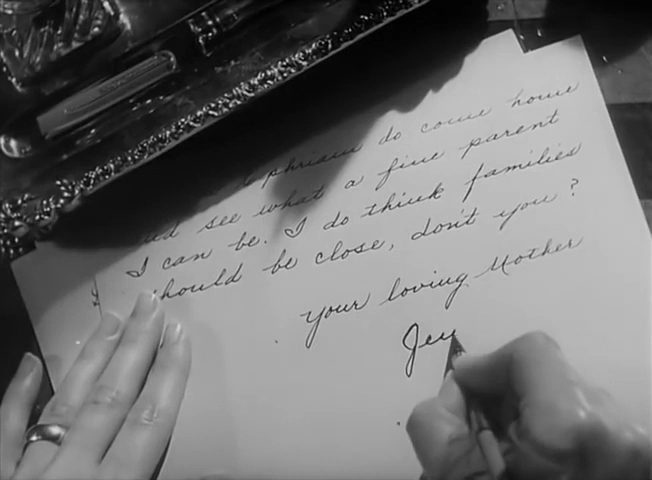 do come home
and see what a fine parent
I can be. I do think families
should be close, don't you?
Your loving Mother
Jen